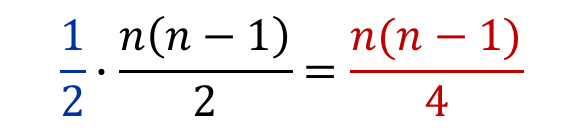 1/2 · n(n − 1)/2 = n(n − 1)/4